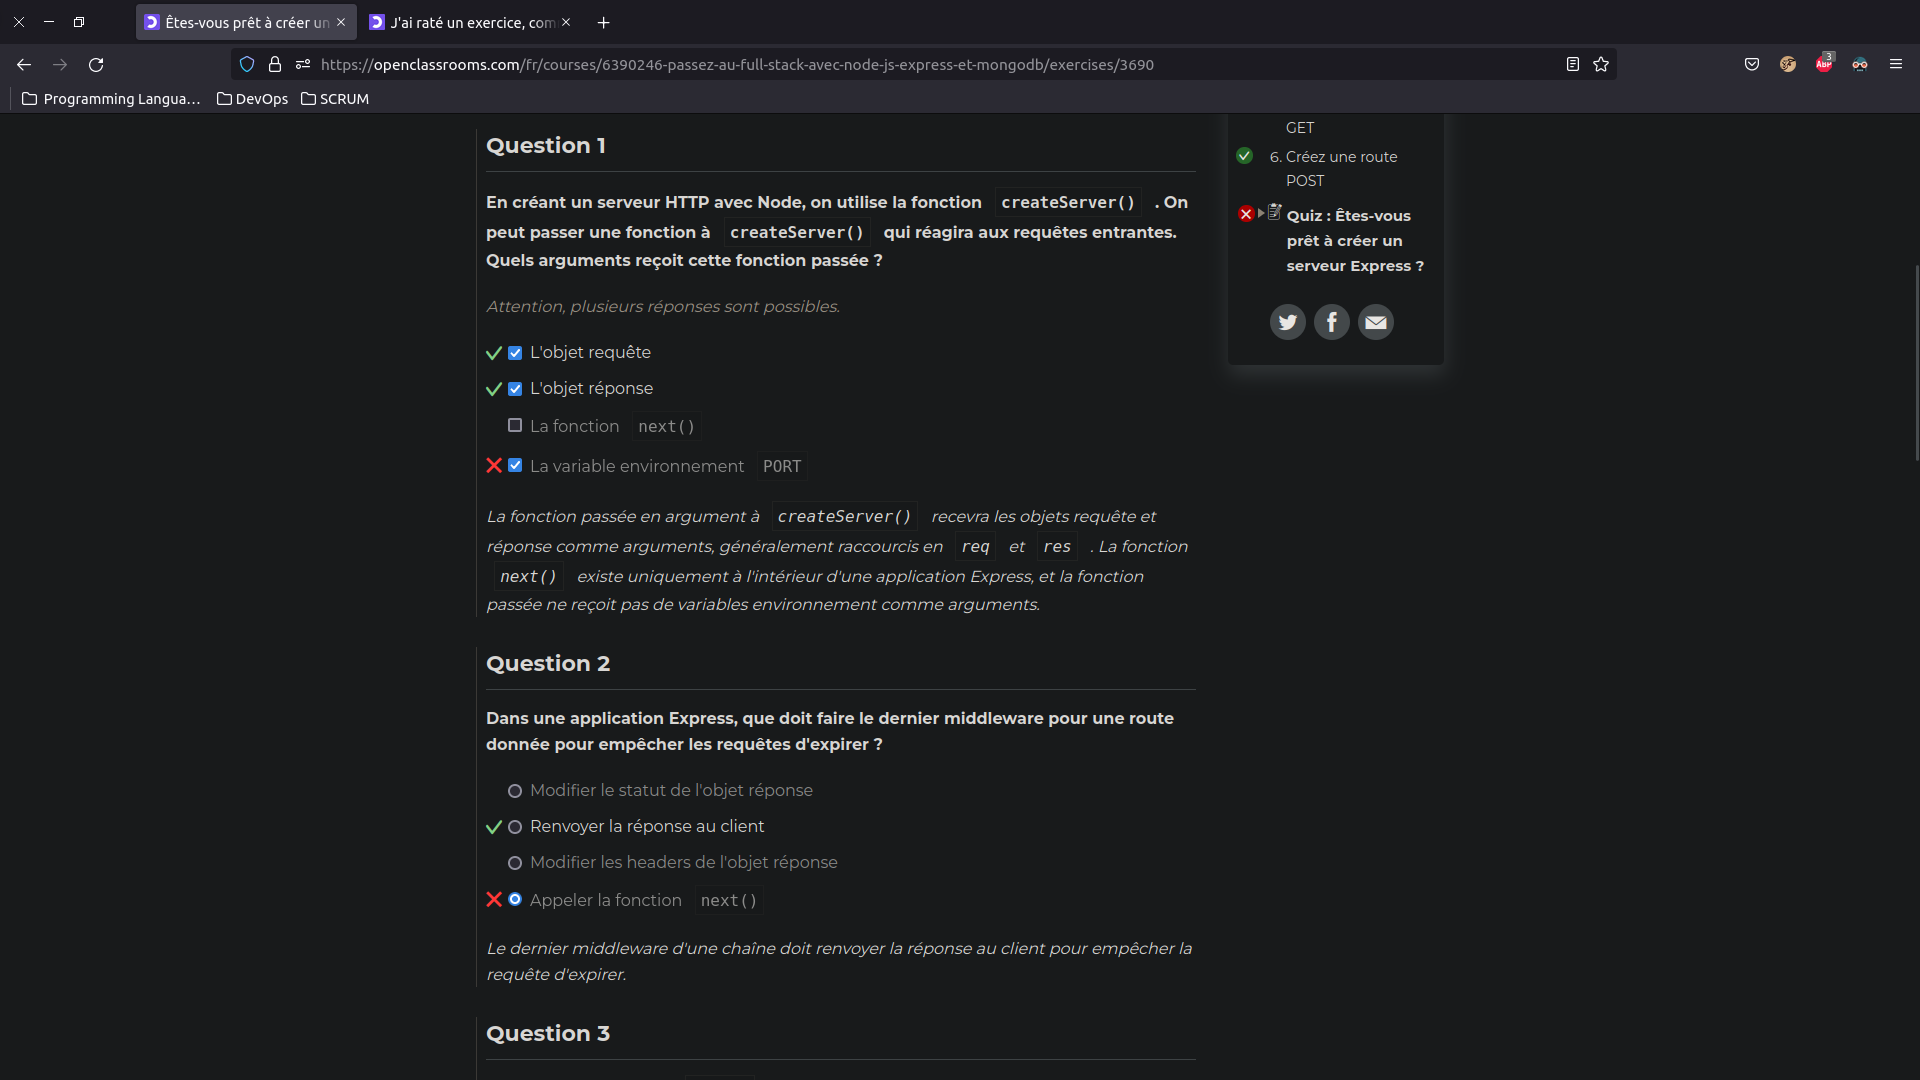 Êtes-vous prêt à créer un
J'ai raté un exercice, com
https://openclassrooms.com/fr/courses/6390246-passez-au-full-stack-avec-node-js-express-et-mongodb/exercises/3690
3
ABP
Programming Langua...
DevOps
SCRUM
Question 1
En créant un serveur HTTP avec Node, on utilise la fonction createServer() . On
peut passer une fonction à createServer() qui réagira aux requêtes entrantes.
Quels arguments reçoit cette fonction passée ?
Attention, plusieurs réponses sont possibles.
L'objet requête
L'objet réponse
La fonction next()
La variable environnement PORT
La fonction passée en argument à createServer() recevra les objets requête et
réponse comme arguments, généralement raccourcis en req et res . La fonction
next() existe uniquement à l'intérieur d'une application Express, et la fonction
passée ne reçoit pas de variables environnement comme arguments.
Question 2
Dans une application Express, que doit faire le dernier middleware pour une route
donnée pour empêcher les requêtes d'expirer ?
Modifier le statut de l'objet réponse
Renvoyer la réponse au client
Modifier les headers de l'objet réponse
Appeler la fonction next()
Le dernier middleware d'une chaîne doit renvoyer la réponse au client pour empêcher la
requête d'expirer.
Question 3
GET
6. Créez une route
POST
Quiz : Êtes-vous
prêt à créer un
serveur Express ?